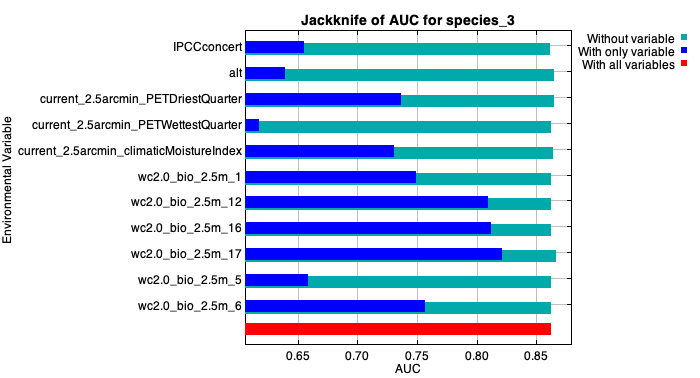 Jackknife of AUC for species_3
Without variable
With only variable
With all variables
Environmental Variable
IPCCconcert
alt
current_2.5arcmin_PETDriestQuarter
current_2.5arcmin_PETWettestQuarter
current_2.5arcmin_climaticMoistureIndex
wc2.0_bio_2.5m_1
wc2.0_bio_2.5m_12
wc2.0_bio_2.5m_16
wc2.0_bio_2.5m_17
wc2.0_bio_2.5m_5
wc2.0_bio_2.5m_6
0.65 0.70 0.75 0.80 0.85
AUC